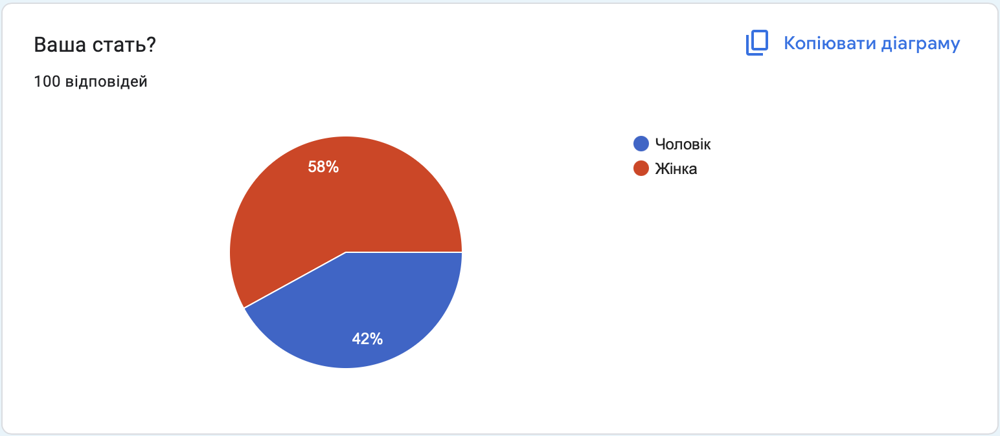 Ваша стать?
Копіювати діаграму
100 відповідей
Чоловік
Жінка
58%
42%